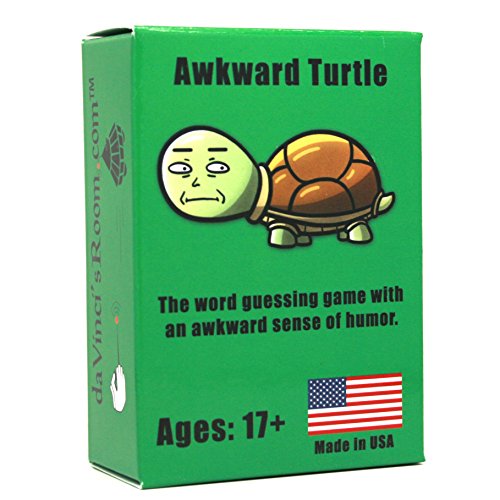 Awkward Turtle
The word guessing game with
an awkward sense of humor.
Ages: 17+
Made in USA
daVinci'sRoom.com™